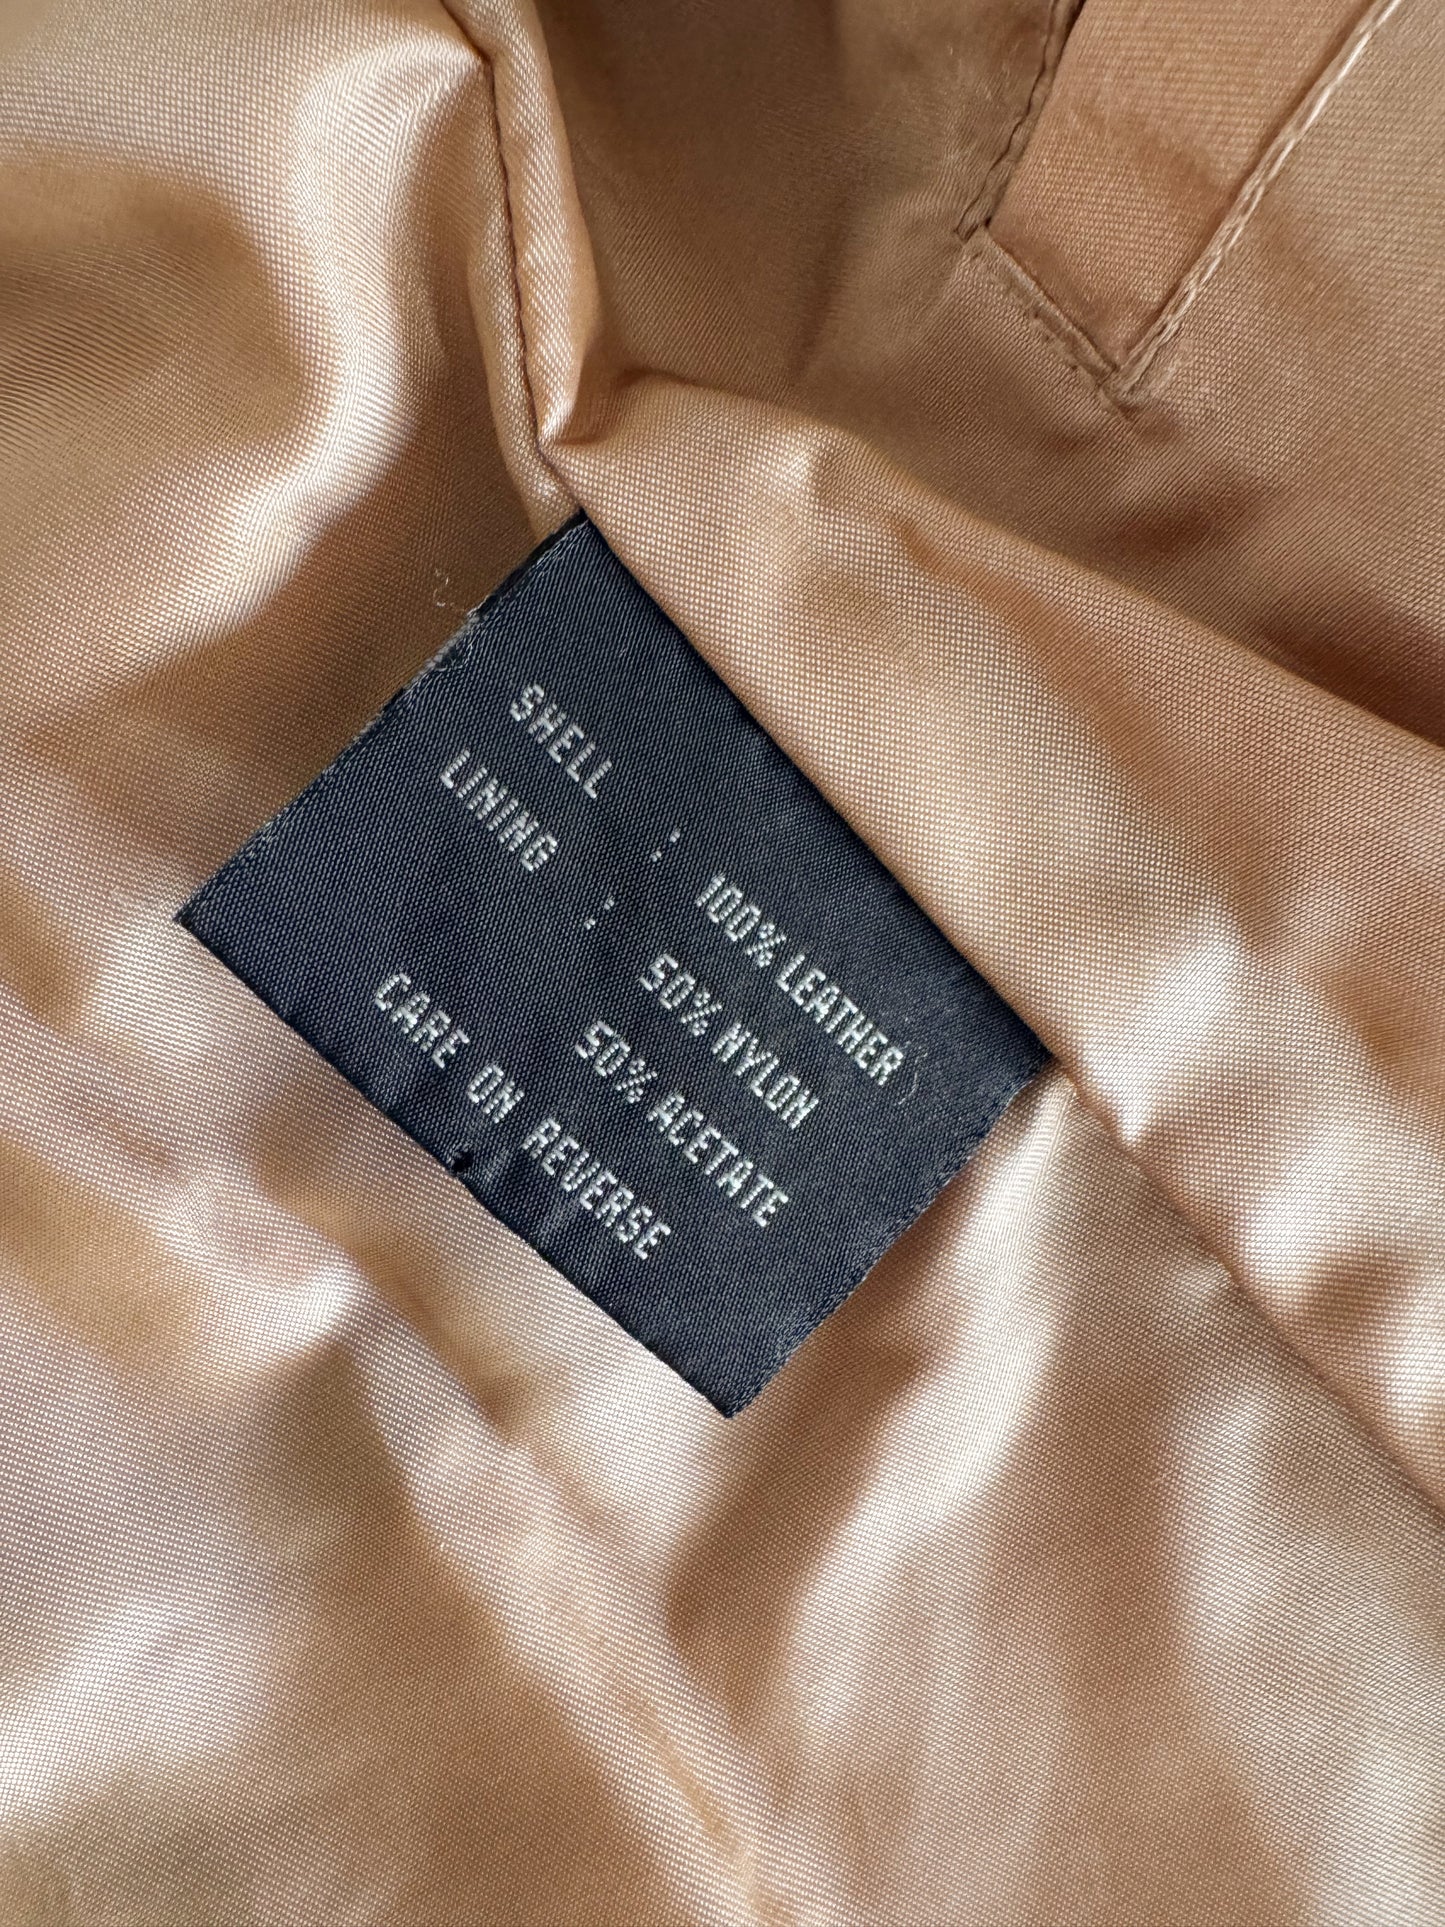 SHELL : 100% LEATHER
LINING : 50% NYLON
50% ACETATE
CARE ON REVERSE